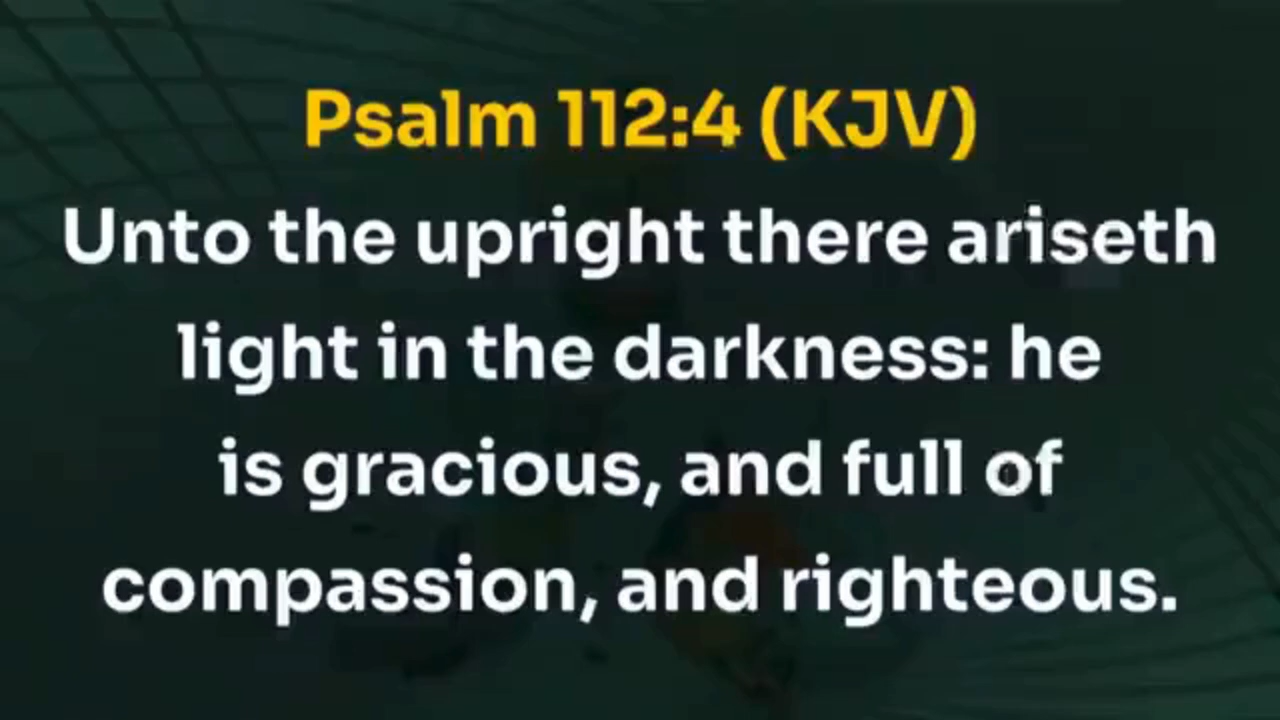 Psalm 112:4 (KJV)
Unto the upright there ariseth
light in the darkness: he
is gracious, and full of
compassion, and righteous.